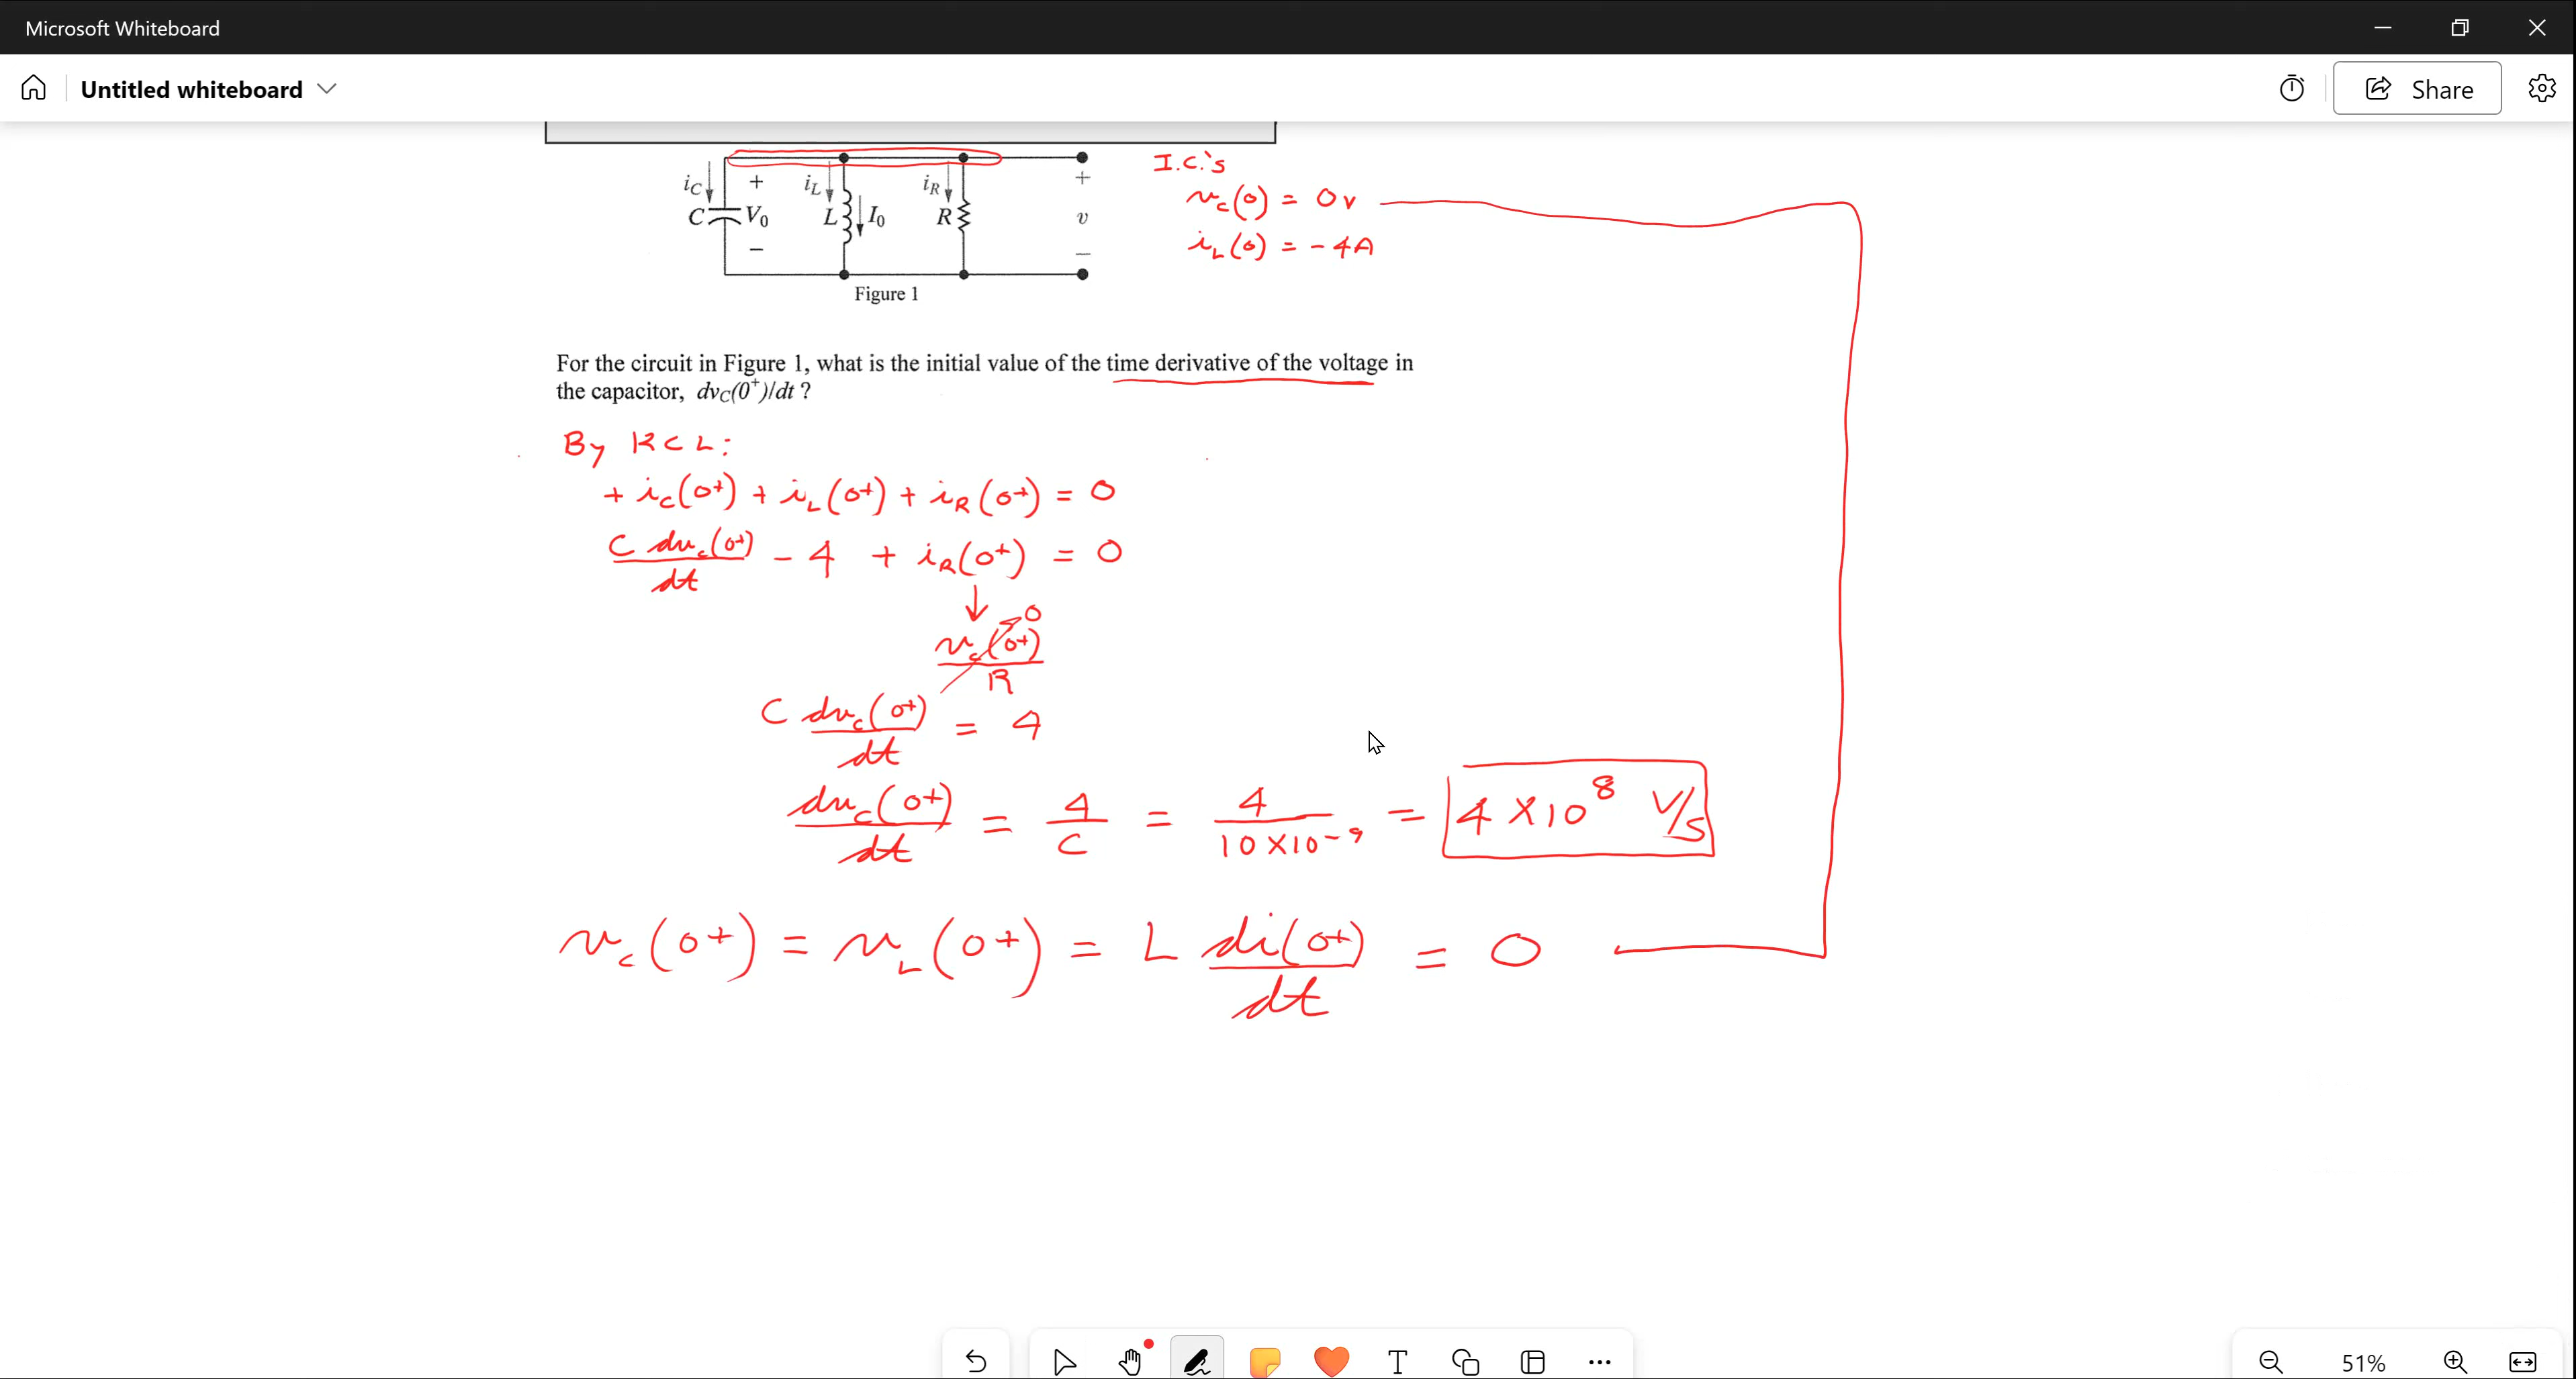 Microsoft Whiteboard
Untitled whiteboard
Share
iC
+
iL
iR
+
C
V0
L
I0
R
v
−
−
Figure 1
I.C.'s
vc(0) = 0v
iL(0) = -4A
For the circuit in Figure 1, what is the initial value of the time derivative of the voltage in
the capacitor, dvC(0⁺)/dt ?
By KCL:
+ ic(0+) + iL(0+) + iR(0+) = 0
C dvc(0+)/dt - 4 + iR(0+) = 0
↓
0
vc(0+)/R
C dvc(0+)/dt = 4
dvc(0+)/dt = 4/C = 4/10×10⁻⁹ = 4×10⁸ V/s
vc(0+) = vL(0+) = L di(0+)/dt = 0
T
51%